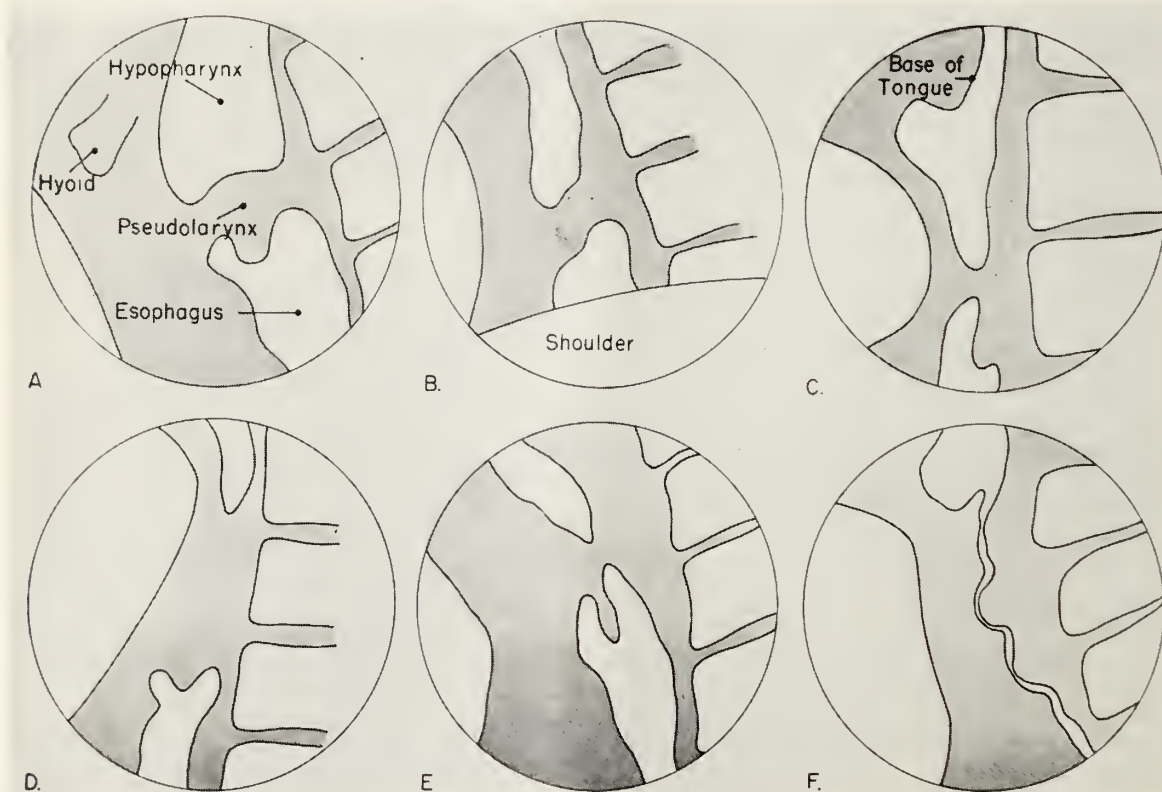 Hypopharynx
Hyoid
Pseudolarynx
Esophagus
A
Shoulder
B.
Base of
Tongue
C.
D.
E
F.